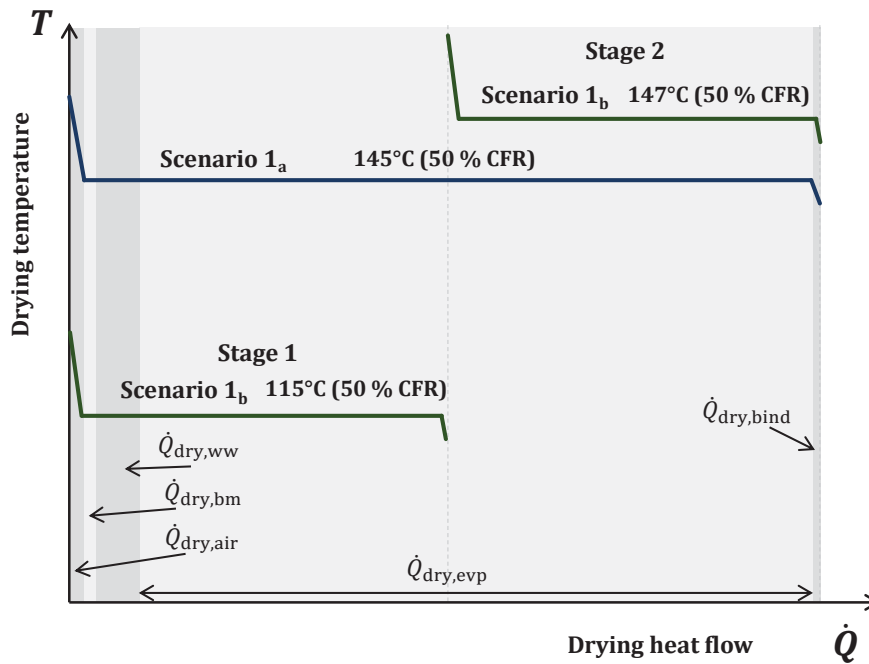 T
Stage 2
Scenario 1b 147°C (50 % CFR)
Scenario 1a 145°C (50 % CFR)
Drying temperature
Stage 1
Scenario 1b 115°C (50 % CFR)
Q̇dry,bind
Q̇dry,ww
Q̇dry,bm
Q̇dry,air
Q̇dry,evp
Drying heat flow Q̇